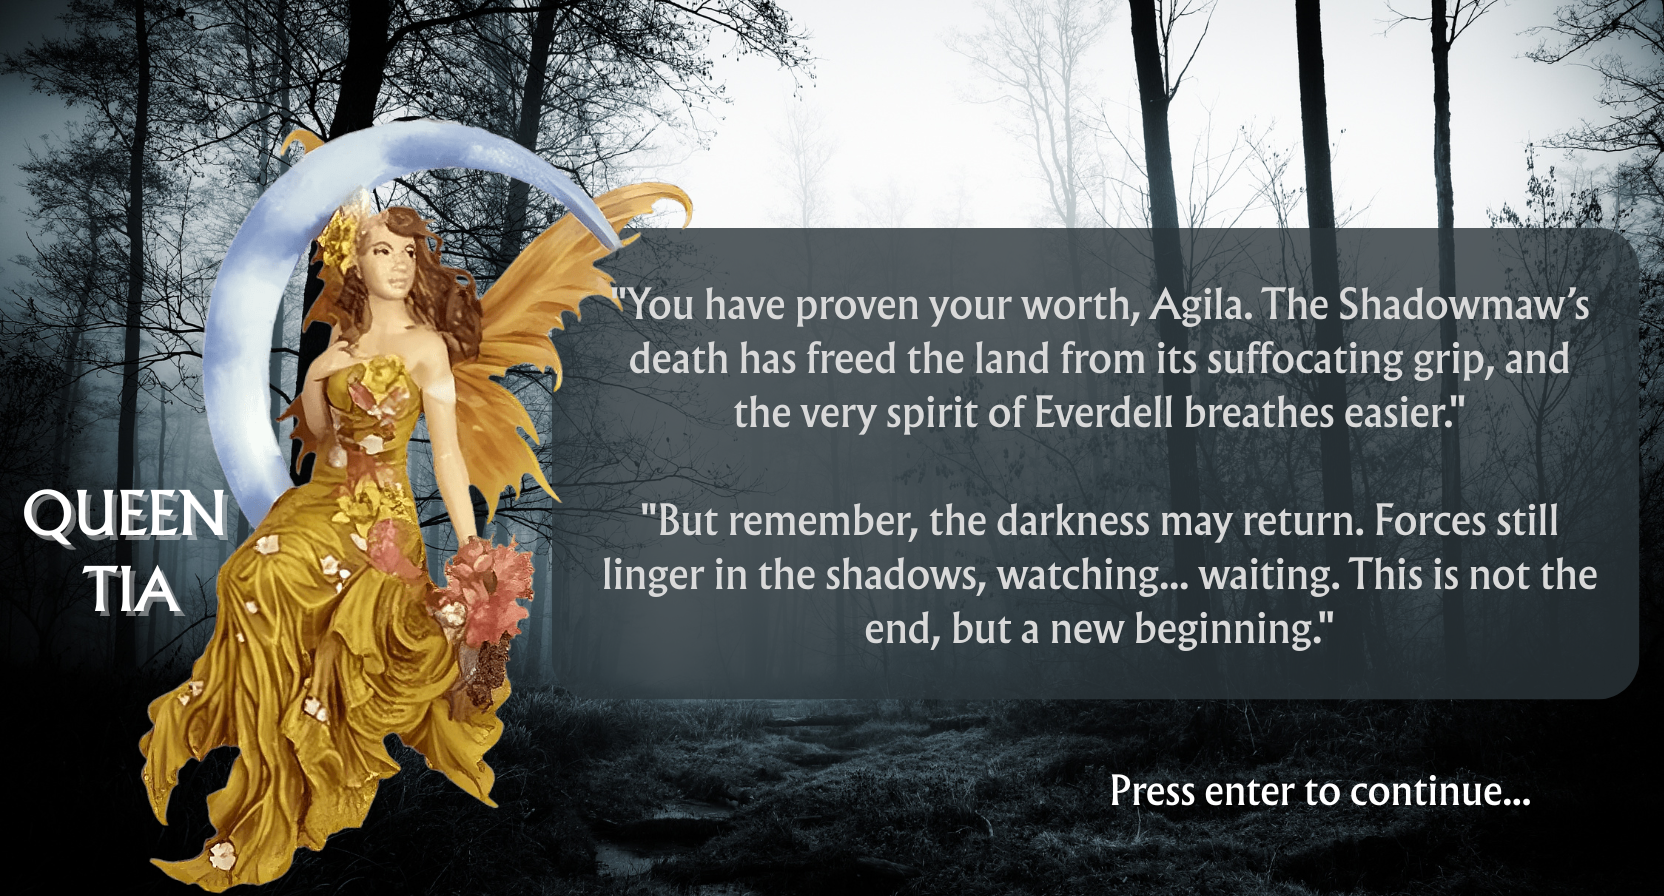 "You have proven your worth, Agila. The Shadowmaw’s
death has freed the land from its suffocating grip, and
the very spirit of Everdell breathes easier."
"But remember, the darkness may return. Forces still
linger in the shadows, watching... waiting. This is not the
end, but a new beginning."
QUEEN
TIA
Press enter to continue...